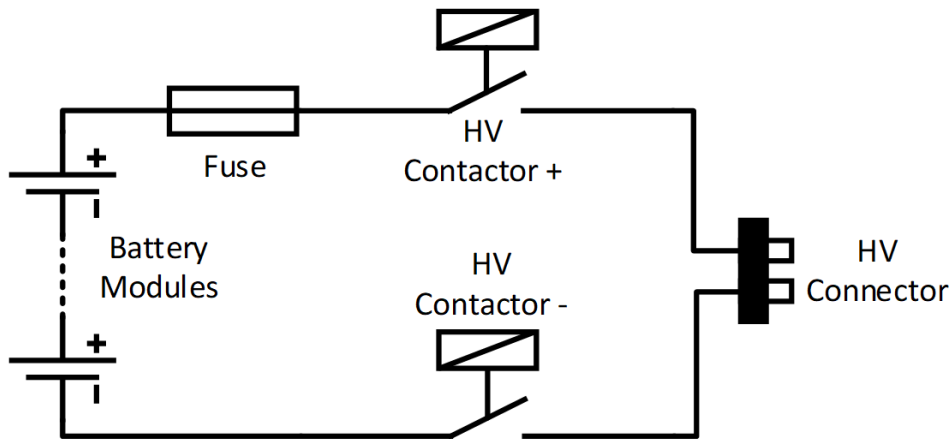 Fuse
HV
Contactor +
+
Battery
Modules
HV
Contactor -
HV
Connector
+